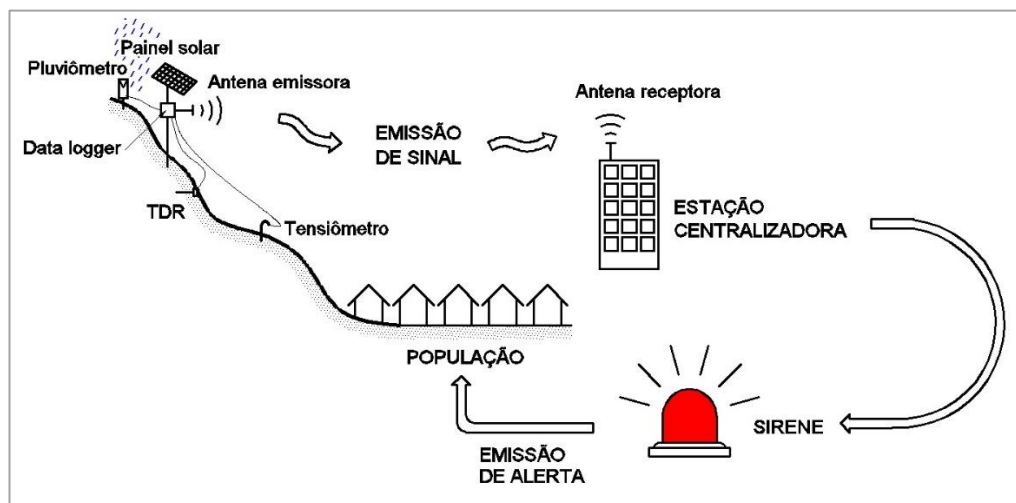 Painel solar
Pluviômetro
Antena emissora
Data logger
TDR
Tensiômetro
EMISSÃO
DE SINAL
Antena receptora
ESTAÇÃO
CENTRALIZADORA
POPULAÇÃO
SIRENE
EMISSÃO
DE ALERTA